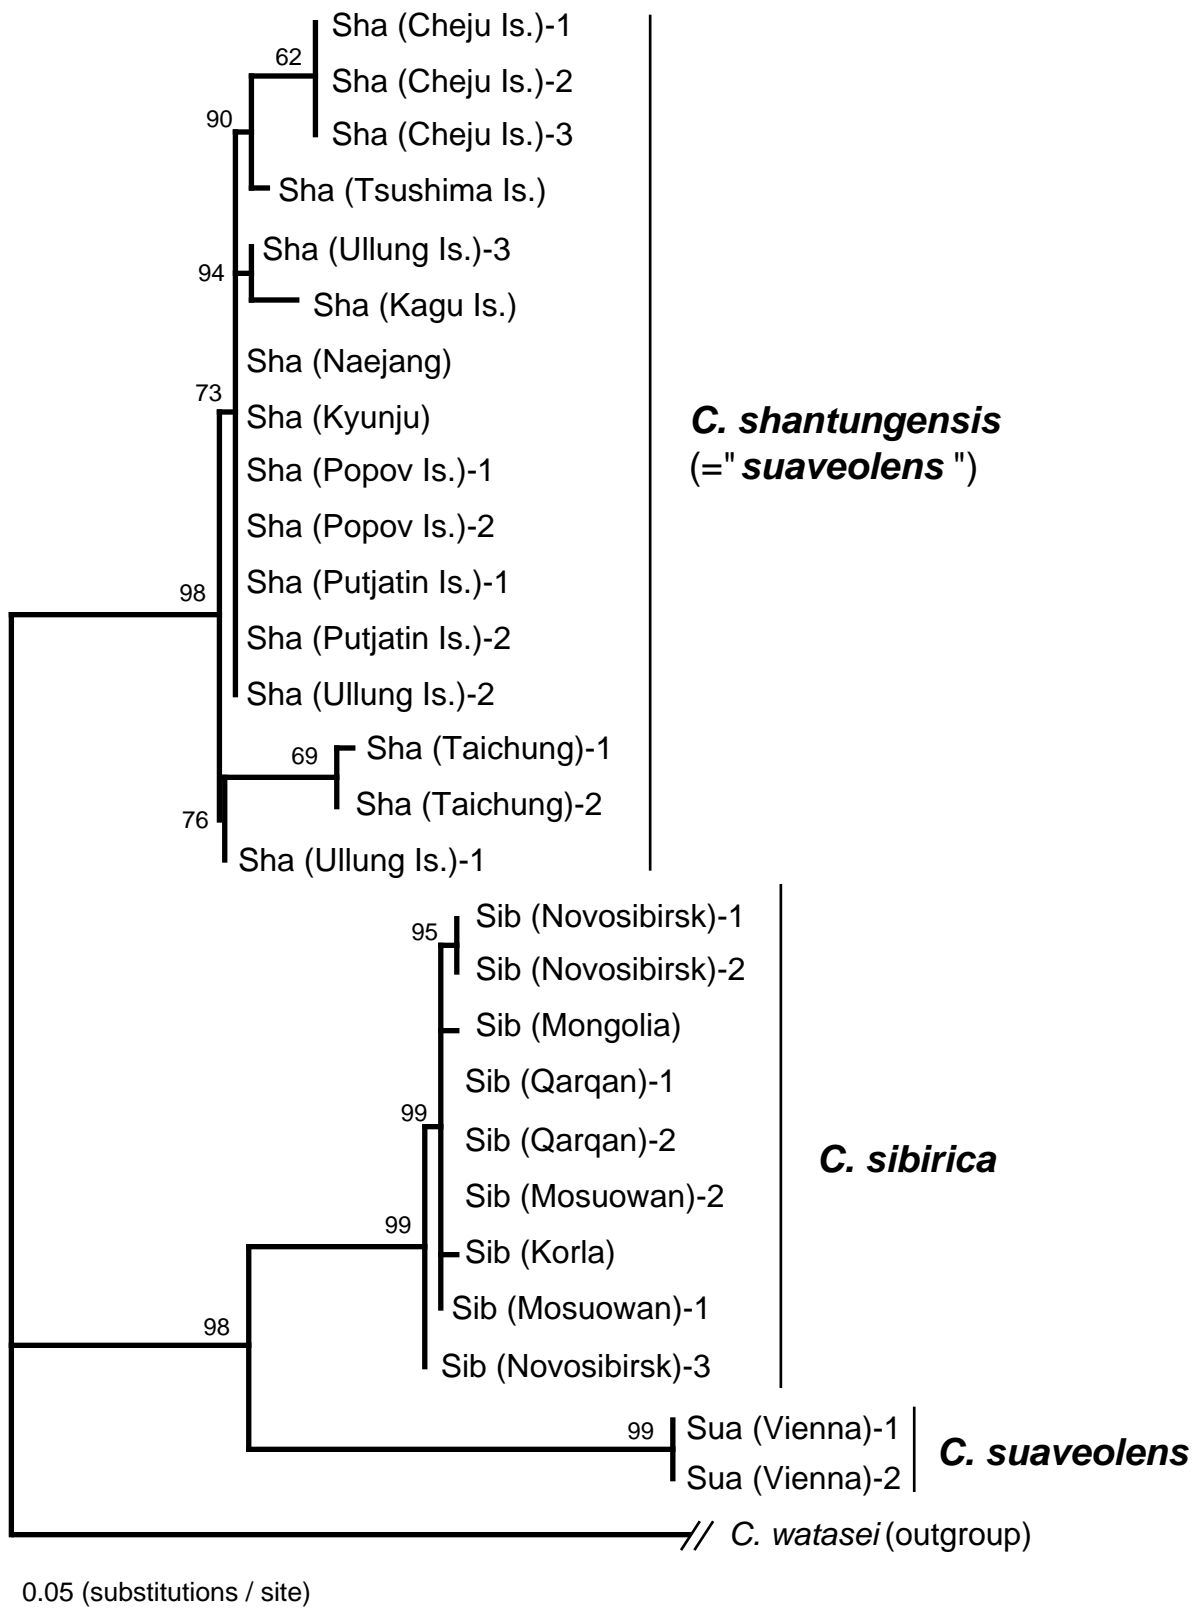 62
Sha (Cheju Is.)-1
Sha (Cheju Is.)-2
Sha (Cheju Is.)-3
90
Sha (Tsushima Is.)
94
Sha (Ullung Is.)-3
Sha (Kagu Is.)
Sha (Naejang)
73
Sha (Kyunju)
Sha (Popov Is.)-1
Sha (Popov Is.)-2
Sha (Putjatin Is.)-1
98
Sha (Putjatin Is.)-2
Sha (Ullung Is.)-2
69
Sha (Taichung)-1
Sha (Taichung)-2
76
Sha (Ullung Is.)-1
C. shantungensis
(=" suaveolens ")
95
Sib (Novosibirsk)-1
Sib (Novosibirsk)-2
Sib (Mongolia)
Sib (Qarqan)-1
99
Sib (Qarqan)-2
Sib (Mosuowan)-2
99
Sib (Korla)
Sib (Mosuowan)-1
98
Sib (Novosibirsk)-3
C. sibirica
99
Sua (Vienna)-1
Sua (Vienna)-2
C. suaveolens
C. watasei (outgroup)
0.05 (substitutions / site)